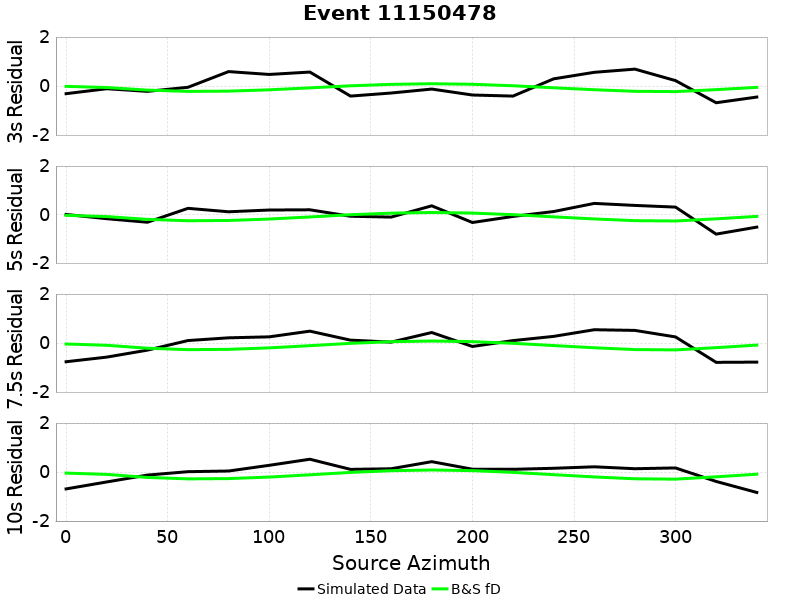 Event 11150478
3s Residual
2
0
-2
5s Residual
2
0
-2
7.5s Residual
2
0
-2
10s Residual
2
0
-2
0 50 100 150 200 250 300
Source Azimuth
Simulated Data B&S fD